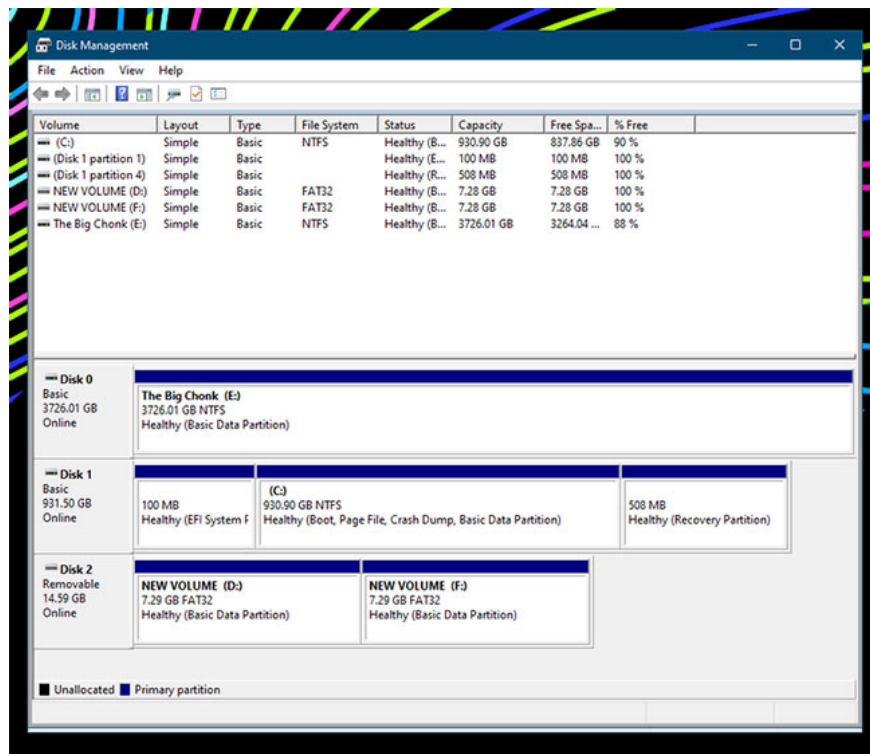 Disk Management
File Action View Help
Volume Layout Type File System Status Capacity Free Spa... % Free
(C:) Simple Basic NTFS Healthy (B... 930.90 GB 837.86 GB 90 %
(Disk 1 partition 1) Simple Basic Healthy (E... 100 MB 100 MB 100 %
(Disk 1 partition 4) Simple Basic Healthy (R... 508 MB 508 MB 100 %
NEW VOLUME (D:) Simple Basic FAT32 Healthy (B... 7.28 GB 7.28 GB 100 %
NEW VOLUME (F:) Simple Basic FAT32 Healthy (B... 7.28 GB 7.28 GB 100 %
The Big Chonk (E:) Simple Basic NTFS Healthy (B... 3726.01 GB 3264.04 ... 88 %
Disk 0
Basic
3726.01 GB
Online
The Big Chonk (E:)
3726.01 GB NTFS
Healthy (Basic Data Partition)
Disk 1
Basic
931.50 GB
Online
100 MB
Healthy (EFI System P
(C:)
930.90 GB NTFS
Healthy (Boot, Page File, Crash Dump, Basic Data Partition)
508 MB
Healthy (Recovery Partition)
Disk 2
Removable
14.59 GB
Online
NEW VOLUME (D:)
7.29 GB FAT32
Healthy (Basic Data Partition)
NEW VOLUME (F:)
7.29 GB FAT32
Healthy (Basic Data Partition)
Unallocated Primary partition